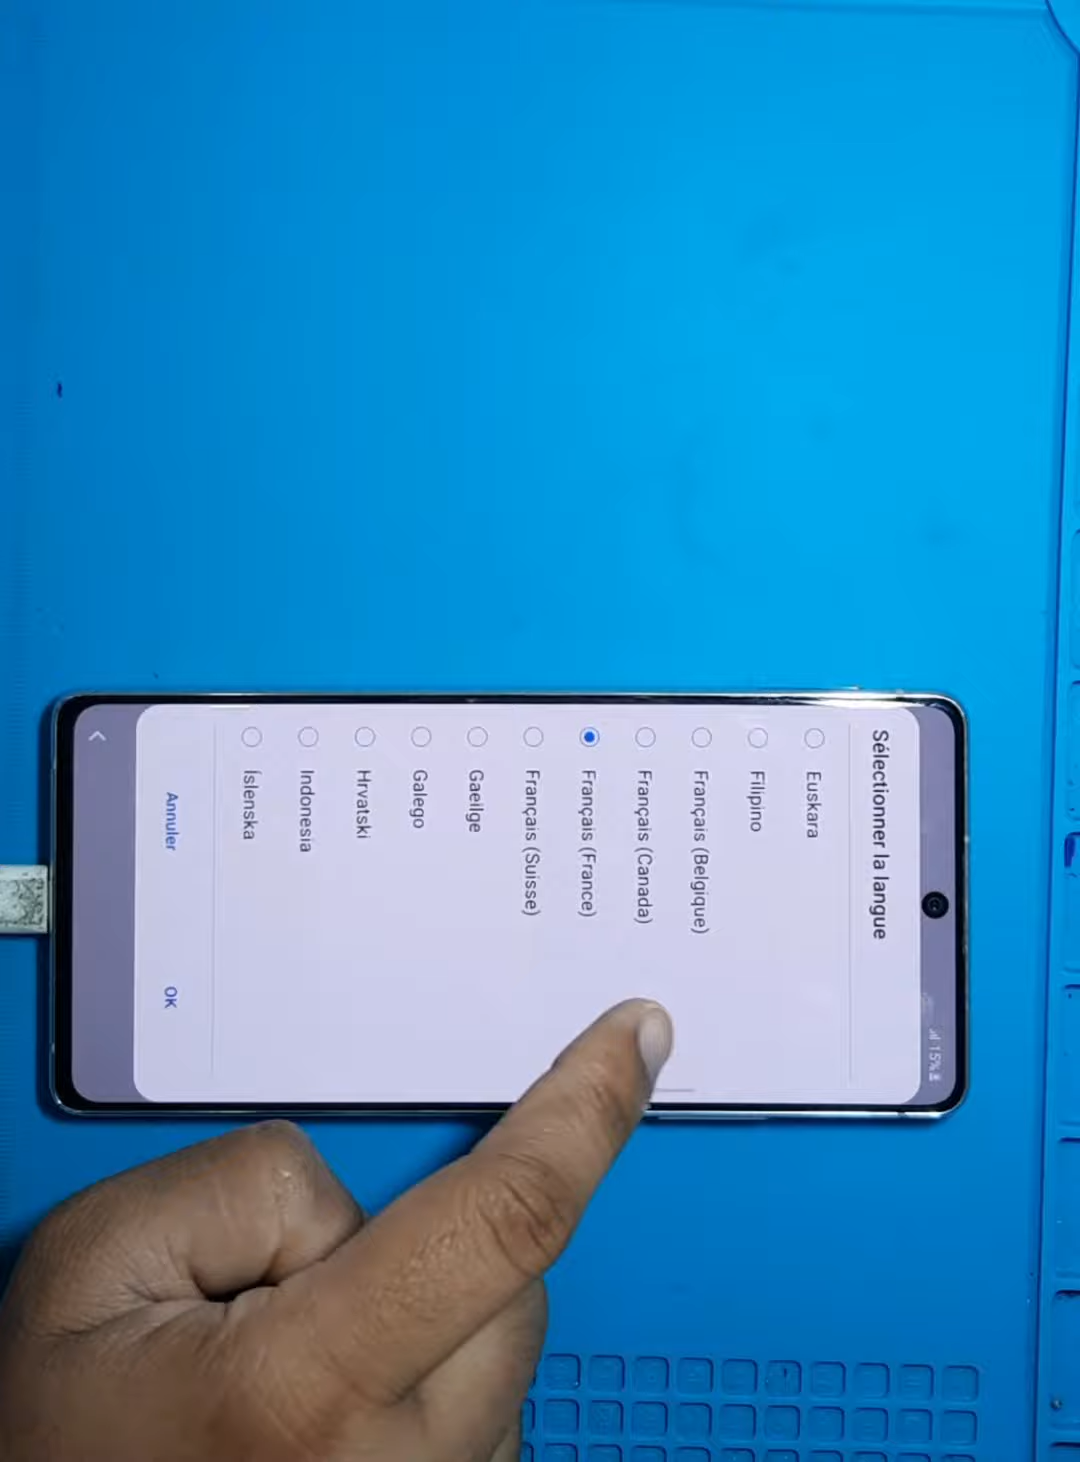 15%
Sélectionner la langue
Euskara
Filipino
Français (Belgique)
Français (Canada)
Français (France)
Français (Suisse)
Gaeilge
Galego
Hrvatski
Indonesia
Íslenska
Annuler
OK